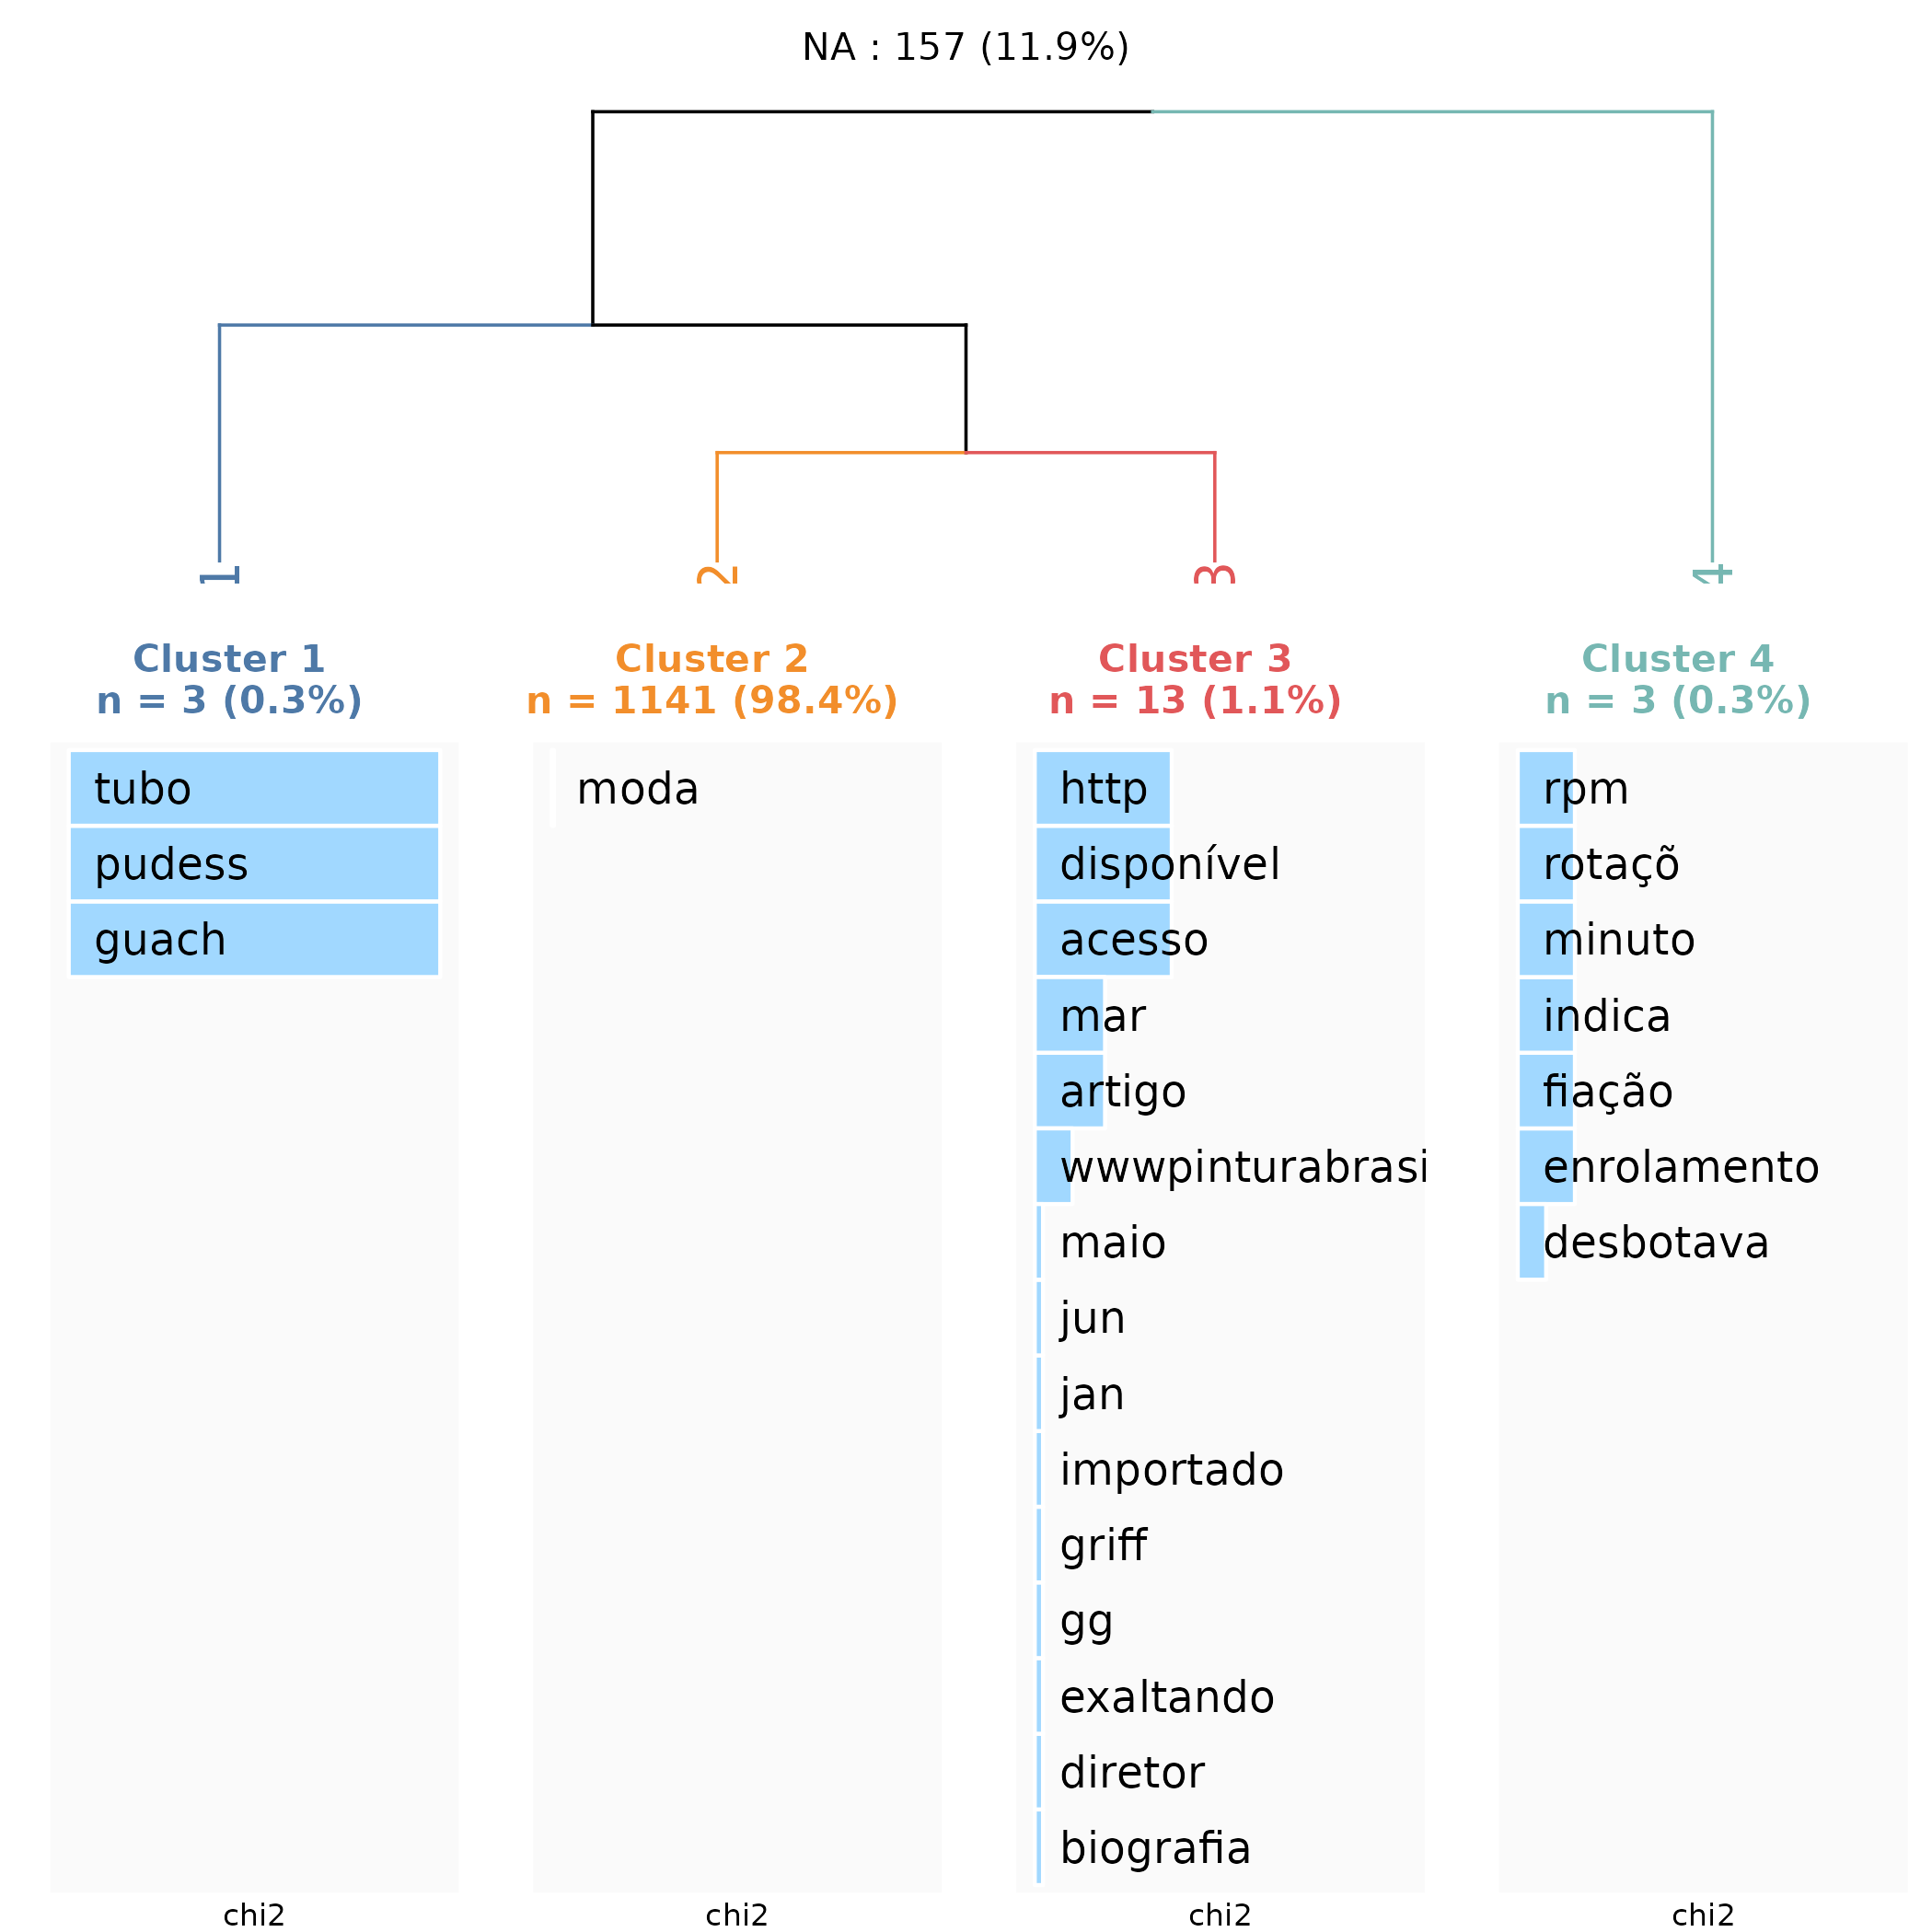 NA : 157 (11.9%)
1
2
3
4
Cluster 1
n = 3 (0.3%)
Cluster 2
n = 1141 (98.4%)
Cluster 3
n = 13 (1.1%)
Cluster 4
n = 3 (0.3%)
tubo
pudess
guach
chi2
moda
chi2
http
disponível
acesso
mar
artigo
wwwpinturabrasi
maio
jun
jan
importado
griff
gg
exaltando
diretor
biografia
chi2
rpm
rotaçõ
minuto
indica
fiação
enrolamento
desbotava
chi2